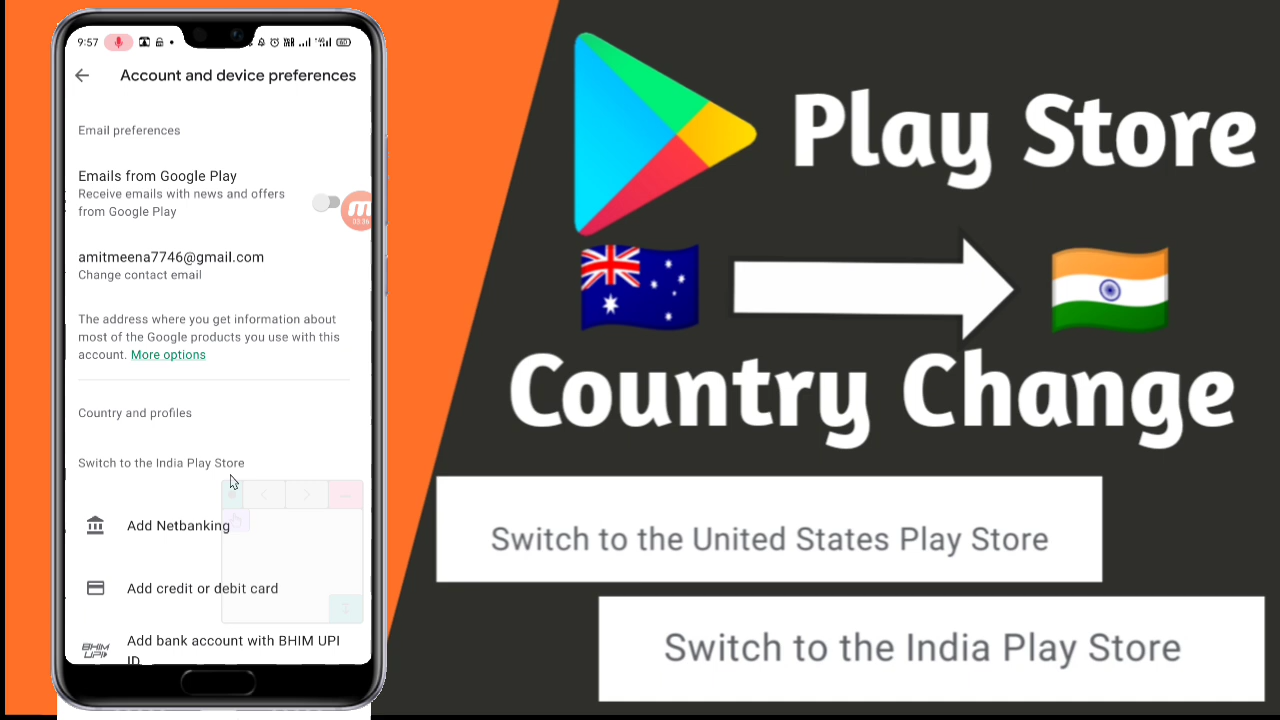 9:57
Account and device preferences
Email preferences
Emails from Google Play
Receive emails with news and offers
from Google Play
amitmeena7746@gmail.com
Change contact email
The address where you get information about
most of the Google products you use with this
account. More options
Country and profiles
Switch to the India Play Store
Add Netbanking
Add credit or debit card
BHIM
UPI
Add bank account with BHIM UPI
ID
Play Store
Country Change
Switch to the United States Play Store
Switch to the India Play Store